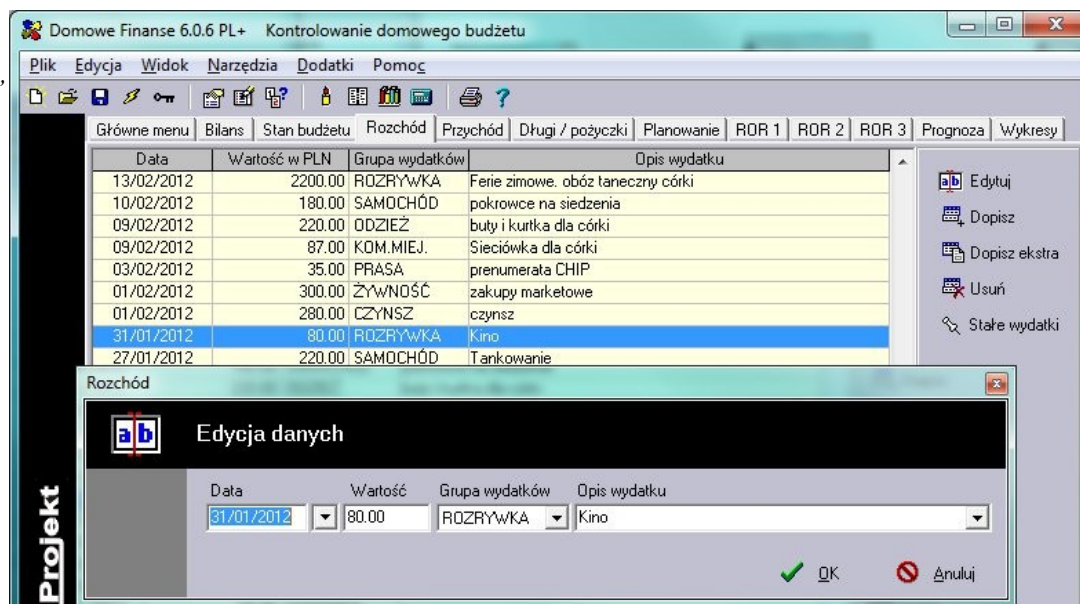 Domowe Finanse 6.0.6 PL+ Kontrolowanie domowego budżetu
Plik Edycja Widok Narzędzia Dodatki Pomoc
Główne menu Bilans Stan budżetu Rozchód Przychód Długi / pożyczki Planowanie ROR 1 ROR 2 ROR 3 Prognoza Wykresy
Data Wartość w PLN Grupa wydatków Opis wydatku
13/02/2012 2200.00 ROZRYWKA Ferie zimowe. obóz taneczny córki
10/02/2012 180.00 SAMOCHÓD pokrowce na siedzenia
09/02/2012 220.00 ODZIEŻ buty i kurtka dla córki
09/02/2012 87.00 KOM.MIEJ. Sieciówka dla córki
03/02/2012 35.00 PRASA prenumerata CHIP
01/02/2012 300.00 ŻYWNOŚĆ zakupy marketowe
01/02/2012 280.00 CZYNSZ czynsz
31/01/2012 80.00 ROZRYWKA Kino
27/01/2012 220.00 SAMOCHÓD Tankowanie
Edytuj
Dopisz
Dopisz ekstra
Usuń
Stałe wydatki
Rozchód
ab Edycja danych
Data Wartość Grupa wydatków Opis wydatku
31/01/2012 80.00 ROZRYWKA Kino
OK Anuluj
Projekt